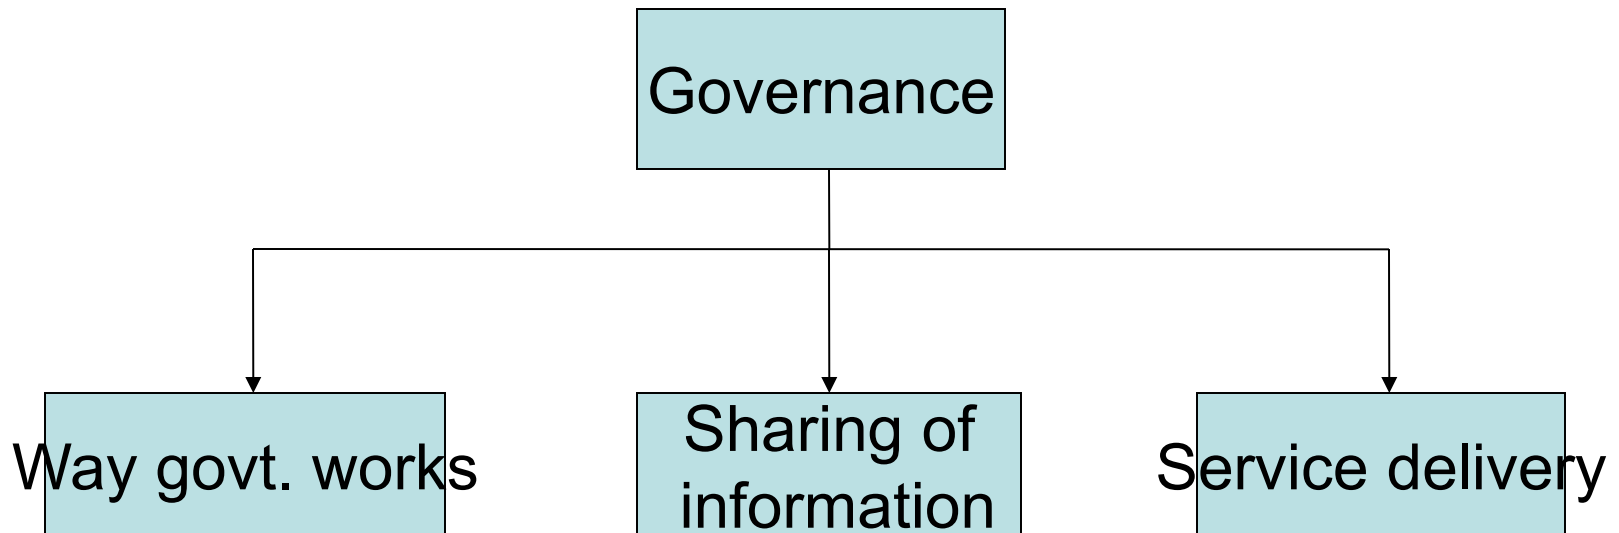 Governance
Way govt. works
Sharing of
information
Service delivery